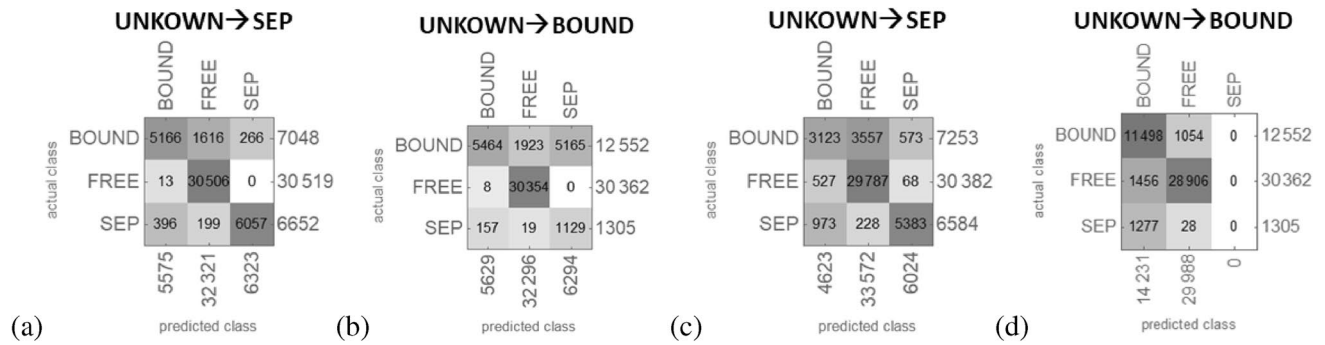 UNKOWN→SEP
BOUND FREE SEP
BOUND 5166 1616 266 7048
FREE 13 30506 0 30519
SEP 396 199 6057 6652
5575 32321 6323
actual class
predicted class
(a)
UNKOWN→BOUND
BOUND FREE SEP
BOUND 5464 1923 5165 12552
FREE 8 30354 0 30362
SEP 157 19 1129 1305
5629 32296 6294
actual class
predicted class
(b)
UNKOWN→SEP
BOUND FREE SEP
BOUND 3123 3557 573 7253
FREE 527 29787 68 30382
SEP 973 228 5383 6584
4623 33572 6024
actual class
predicted class
(c)
UNKOWN→BOUND
BOUND FREE SEP
BOUND 11498 1054 0 12552
FREE 1456 28906 0 30362
SEP 1277 28 0 1305
14231 29988 0
actual class
predicted class
(d)